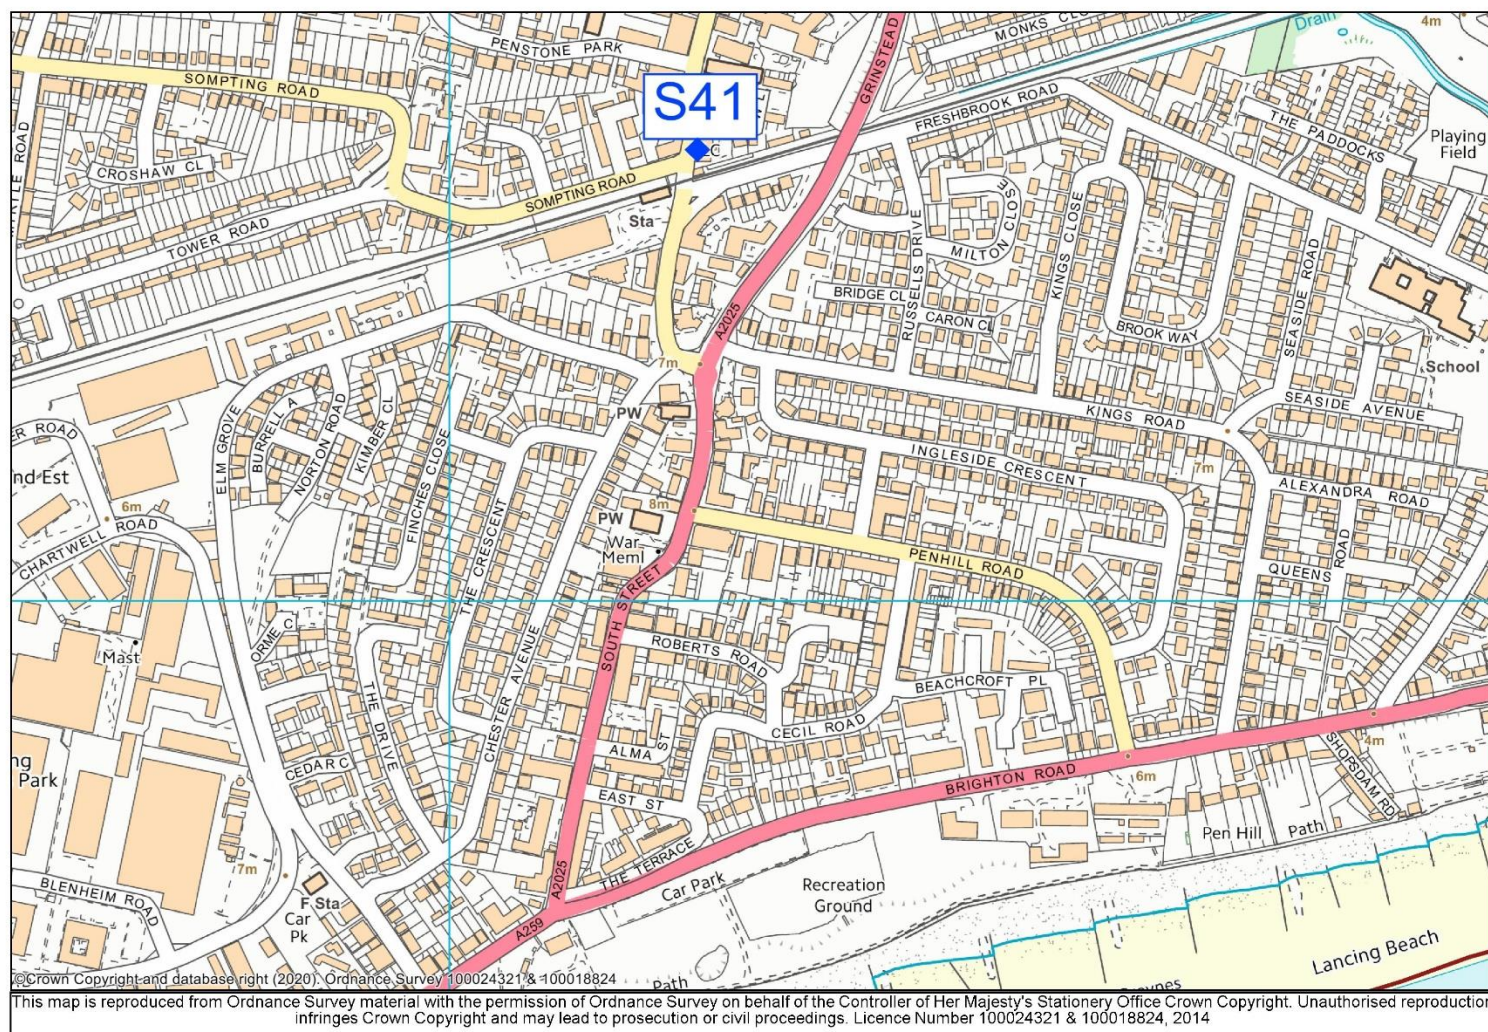 MONKS CLO
Drain
4m
PENSTONE PARK
GRINSTEAD
SOMPTING ROAD
S41
FRESHBROOK ROAD
THE PADDOCKS
Playing
Field
CROSHAW CL
SOMPTING ROAD
TOWER ROAD
Sta
RUSSELLS DRIVE
MILTON CLOSE
KINGS CLOSE
SEASIDE ROAD
BRIDGE CL
CARON CL
BROOK WAY
A2025
7m
School
PW
KINGS ROAD
SEASIDE AVENUE
ELM GROVE
BURRELL A
NORTON ROAD
KIMBER CL
FINCHES CLOSE
ER ROAD
nd Est
INGLESIDE CRESCENT
7m
ALEXANDRA ROAD
6m
CHARTWELL ROAD
8m
PW
War
Meml
THE CRESCENT
PENHILL ROAD
QUEENS ROAD
SOUTH STREET
ORME C
Mast
ROBERTS ROAD
BEACHCROFT PL
THE DRIVE
CHESTER AVENUE
CECIL ROAD
ALMA ST
4m
CEDAR C
ng
Park
EAST ST
BRIGHTON ROAD
6m
SHOPSDAM RD
Pen Hill
Path
THE TERRACE
7m
BLENHEIM ROAD
F Sta
Car
Pk
A2025
Car Park
Recreation
Ground
A259
Lancing Beach
Path
©Crown Copyright and database right (2020). Ordnance Survey 100024321 & 100018824
This map is reproduced from Ordnance Survey material with the permission of Ordnance Survey on behalf of the Controller of Her Majesty's Stationery Office Crown Copyright. Unauthorised reproduction
infringes Crown Copyright and may lead to prosecution or civil proceedings. Licence Number 100024321 & 100018824, 2014